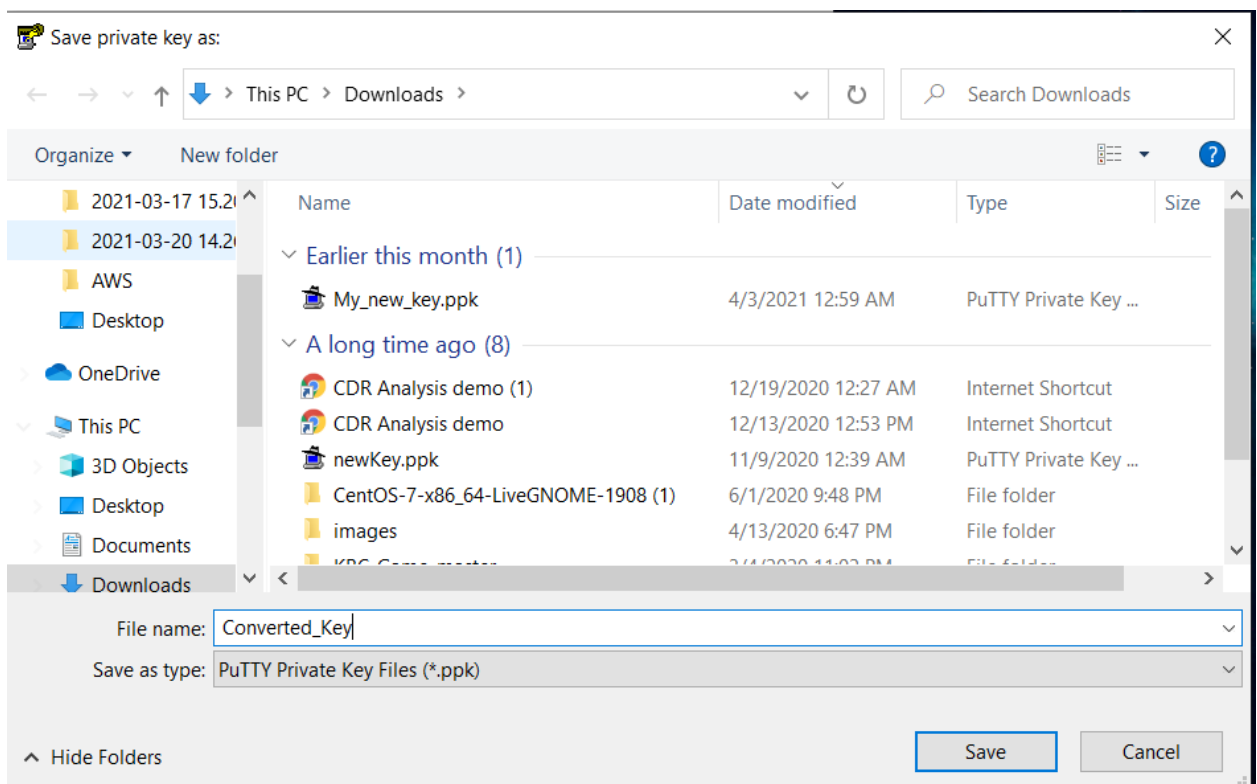 Save private key as:
This PC > Downloads >
Search Downloads
Organize
New folder
2021-03-17 15.2
2021-03-20 14.2
AWS
Desktop
OneDrive
This PC
3D Objects
Desktop
Documents
Downloads
Name Date modified Type Size
Earlier this month (1)
My_new_key.ppk 4/3/2021 12:59 AM PuTTY Private Key ...
A long time ago (8)
CDR Analysis demo (1) 12/19/2020 12:27 AM Internet Shortcut
CDR Analysis demo 12/13/2020 12:53 PM Internet Shortcut
newKey.ppk 11/9/2020 12:39 AM PuTTY Private Key ...
CentOS-7-x86_64-LiveGNOME-1908 (1) 6/1/2020 9:48 PM File folder
images 4/13/2020 6:47 PM File folder
File name: Converted_Key
Save as type: PuTTY Private Key Files (*.ppk)
Hide Folders
Save
Cancel